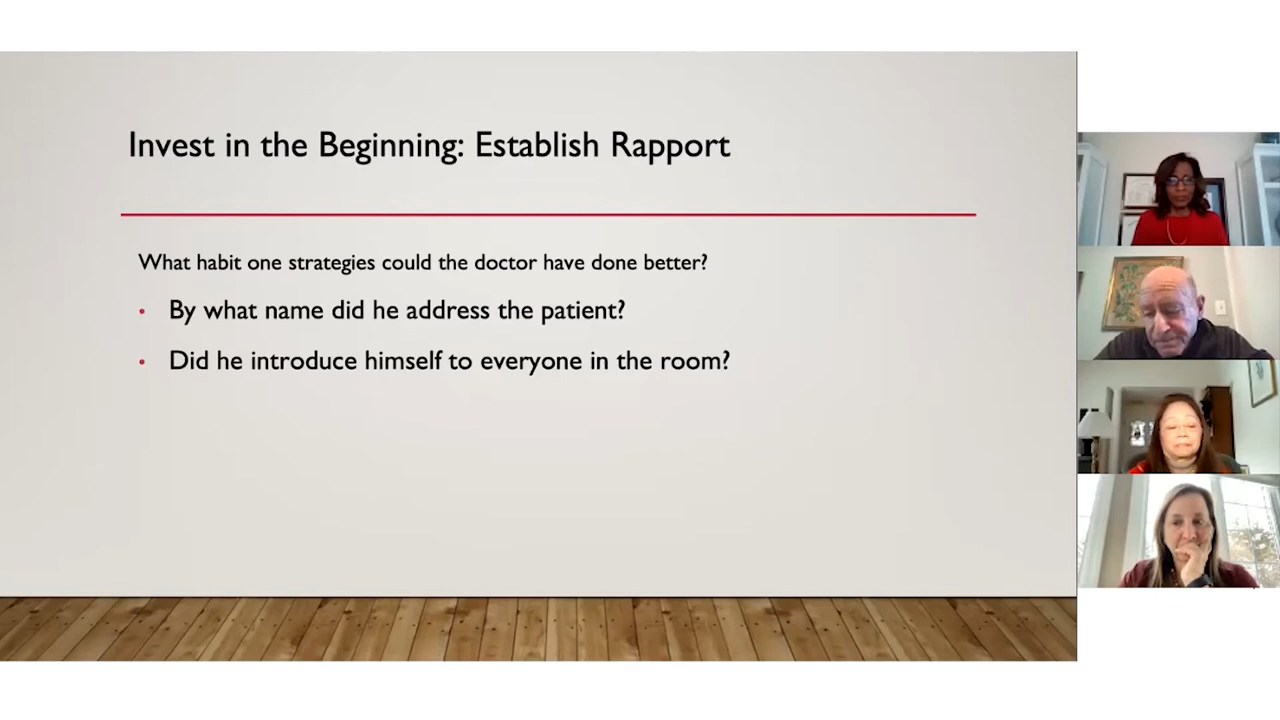 Invest in the Beginning: Establish Rapport
What habit one strategies could the doctor have done better?
• By what name did he address the patient?
• Did he introduce himself to everyone in the room?